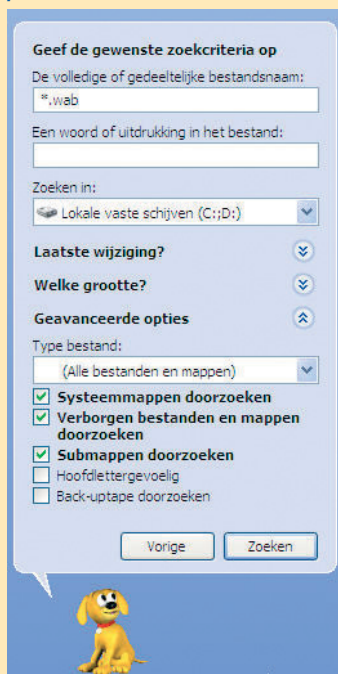 Geef de gewenste zoekcriteria op
De volledige of gedeeltelijke bestandsnaam:
*.wab
Een woord of uitdrukking in het bestand:
Zoeken in:
Lokale vaste schijven (C:;D:)
Laatste wijziging?
Welke grootte?
Geavanceerde opties
Type bestand:
(Alle bestanden en mappen)
Systeemmappen doorzoeken
Verborgen bestanden en mappen
doorzoeken
Submappen doorzoeken
Hoofdlettergevoelig
Back-uptape doorzoeken
Vorige
Zoeken